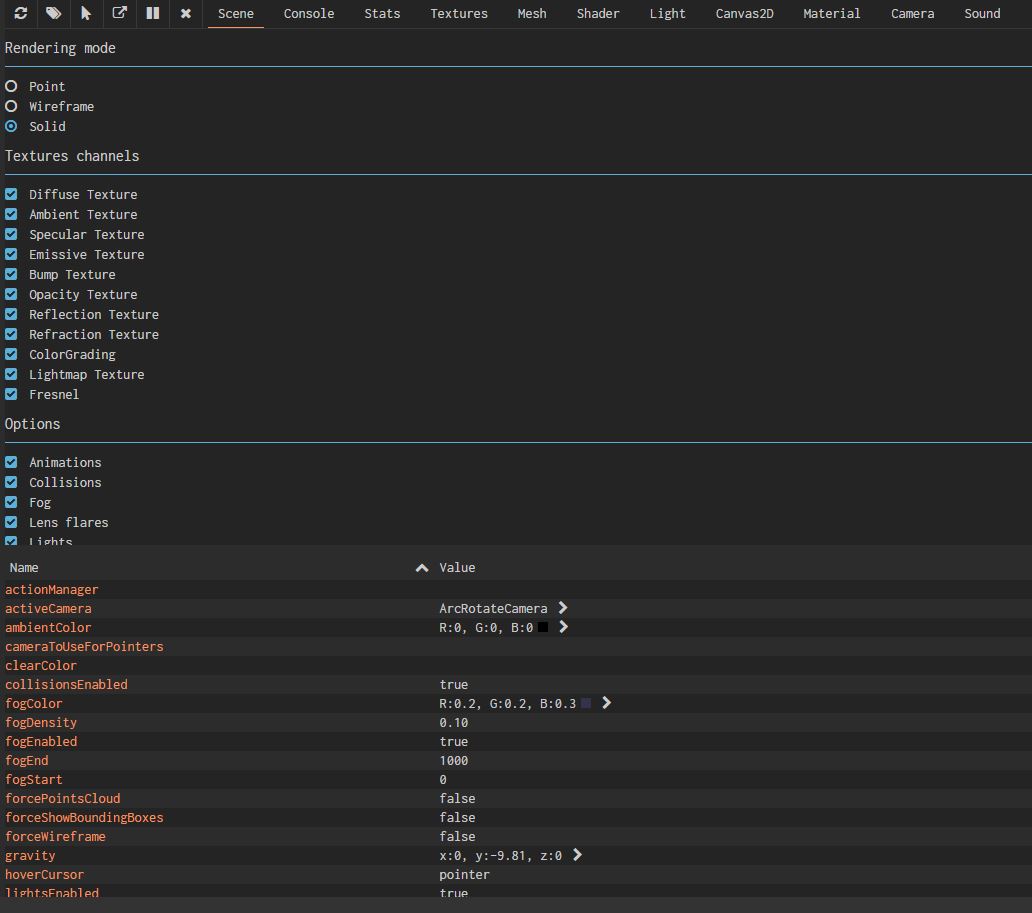 Scene Console Stats Textures Mesh Shader Light Canvas2D Material Camera Sound
Rendering mode
Point
Wireframe
Solid
Textures channels
Diffuse Texture
Ambient Texture
Specular Texture
Emissive Texture
Bump Texture
Opacity Texture
Reflection Texture
Refraction Texture
ColorGrading
Lightmap Texture
Fresnel
Options
Animations
Collisions
Fog
Lens flares
Lights
Name Value
actionManager
activeCamera ArcRotateCamera
ambientColor R:0, G:0, B:0
cameraToUseForPointers
clearColor
collisionsEnabled true
fogColor R:0.2, G:0.2, B:0.3
fogDensity 0.10
fogEnabled true
fogEnd 1000
fogStart 0
forcePointsCloud false
forceShowBoundingBoxes false
forceWireframe false
gravity x:0, y:-9.81, z:0
hoverCursor pointer
lightsEnabled true